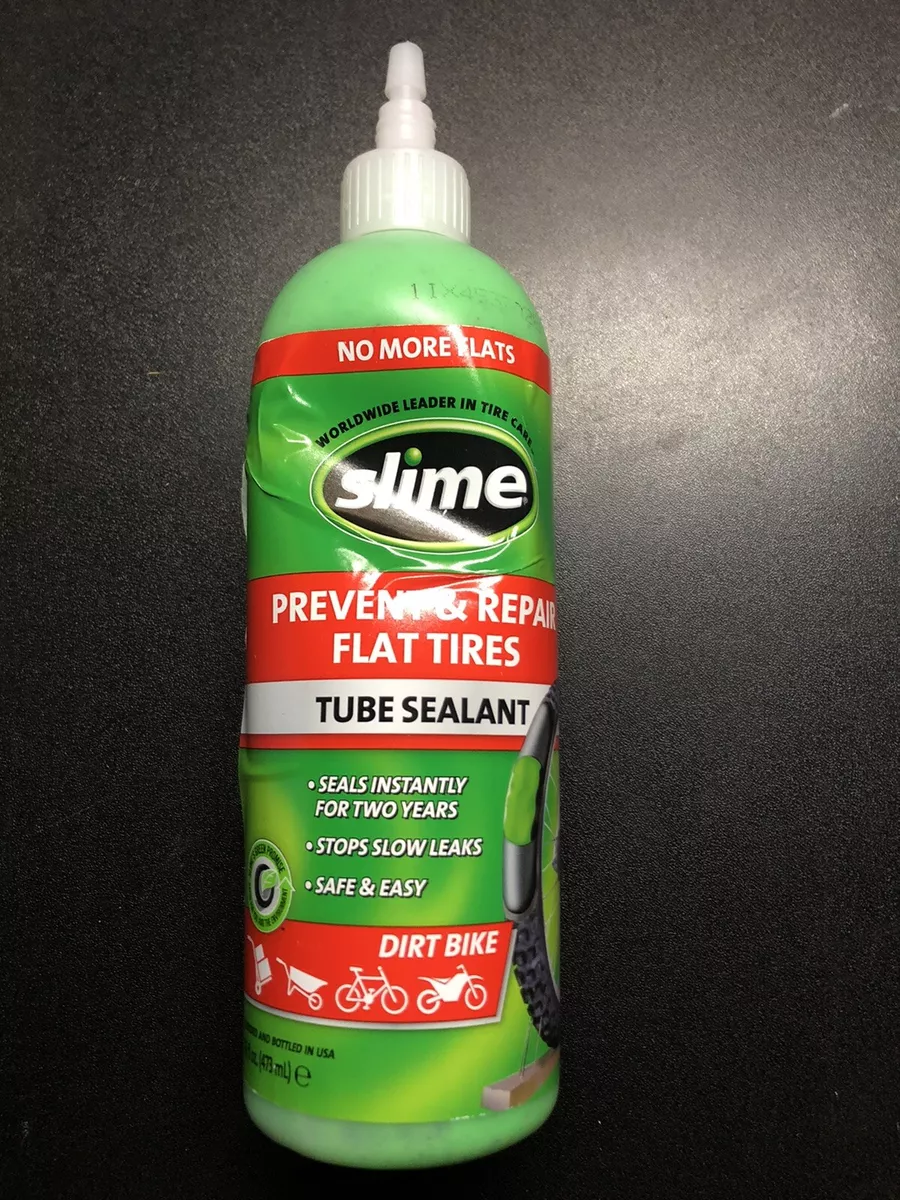 NO MORE FLATS
WORLDWIDE LEADER IN TIRE CARE
slime
PREVENT & REPAIR
FLAT TIRES
TUBE SEALANT
• SEALS INSTANTLY
FOR TWO YEARS
• STOPS SLOW LEAKS
• SAFE & EASY
DIRT BIKE
AND BOTTLED IN USA
(473 mL) e